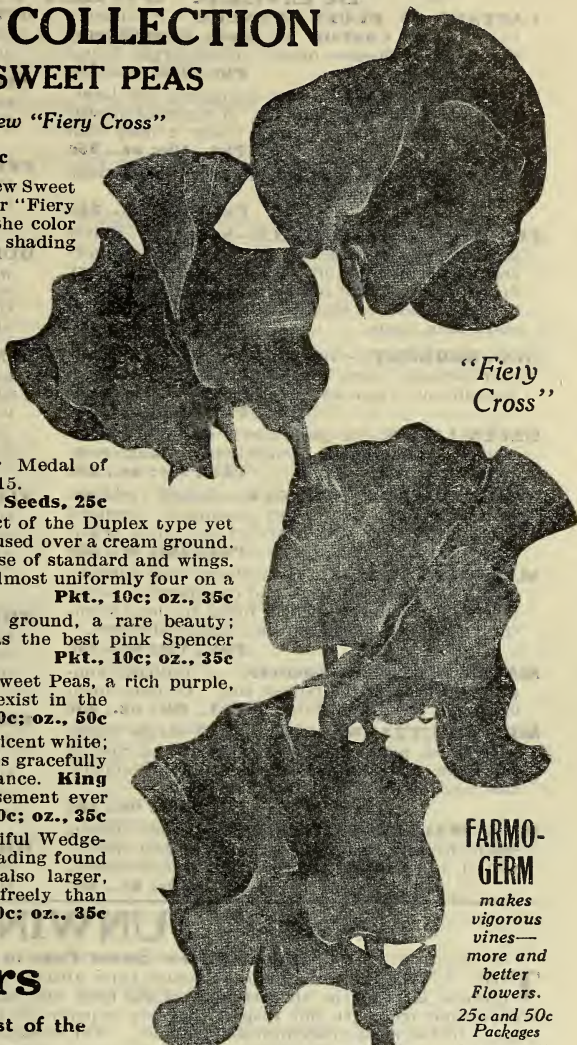 COLLECTION
SWEET PEAS
ew "Fiery Cross"
c
ew Sweet
r "Fiery
he color
shading
"Fiery
Cross"
Medal of
15.
Seeds, 25c
ct of the Duplex type yet
used over a cream ground.
se of standard and wings.
lmost uniformly four on a
Pkt., 10c; oz., 35c
ground, a rare beauty;
as the best pink Spencer
Pkt., 10c; oz., 35c
weet Peas, a rich purple,
exist in the
0c; oz., 50c
icent white;
s gracefully
ance. King
sement ever
0c; oz., 35c
iful Wedge-
ading found
also larger,
freely than
0c; oz., 35c
FARMO-
GERM
makes
vigorous
vines—
more and
better
Flowers.
25c and 50c
Packages
rs
st of the